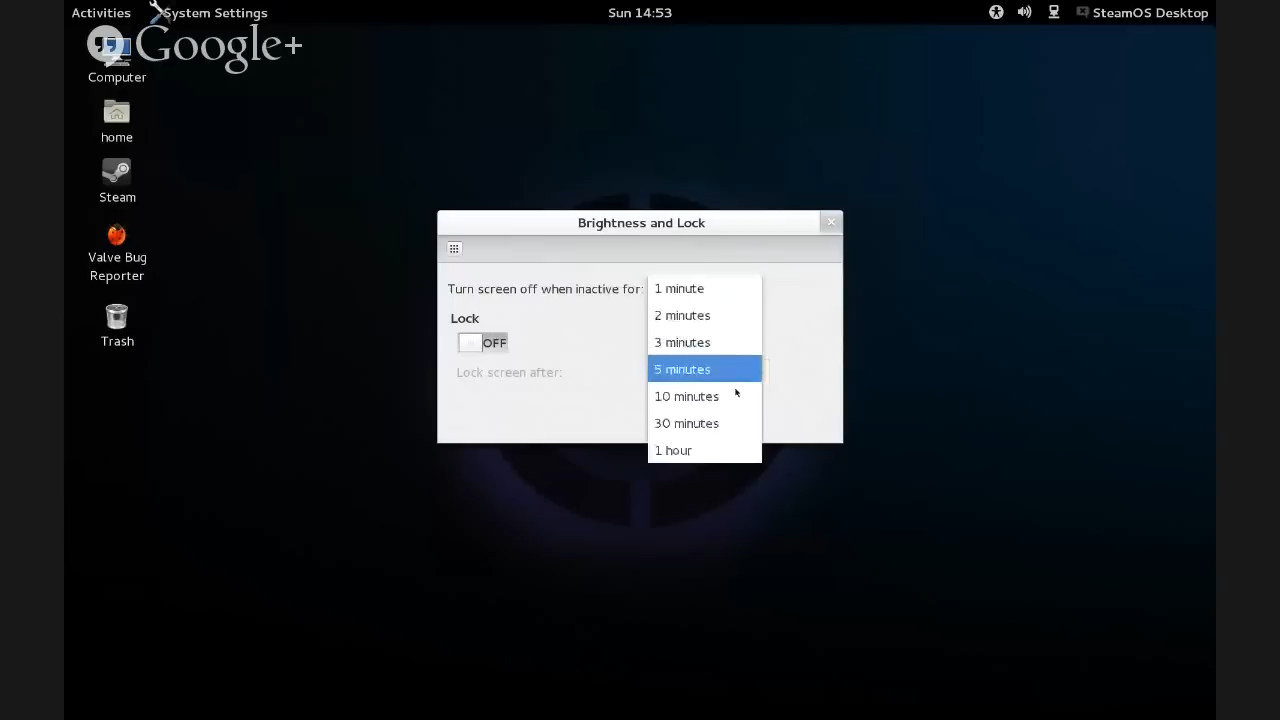 Activities
System Settings
Sun 14:53
SteamOS Desktop
Google+
Computer
home
Steam
Valve Bug
Reporter
Trash
Brightness and Lock
Turn screen off when inactive for:
1 minute
2 minutes
3 minutes
5 minutes
10 minutes
30 minutes
1 hour
Lock
OFF
Lock screen after: